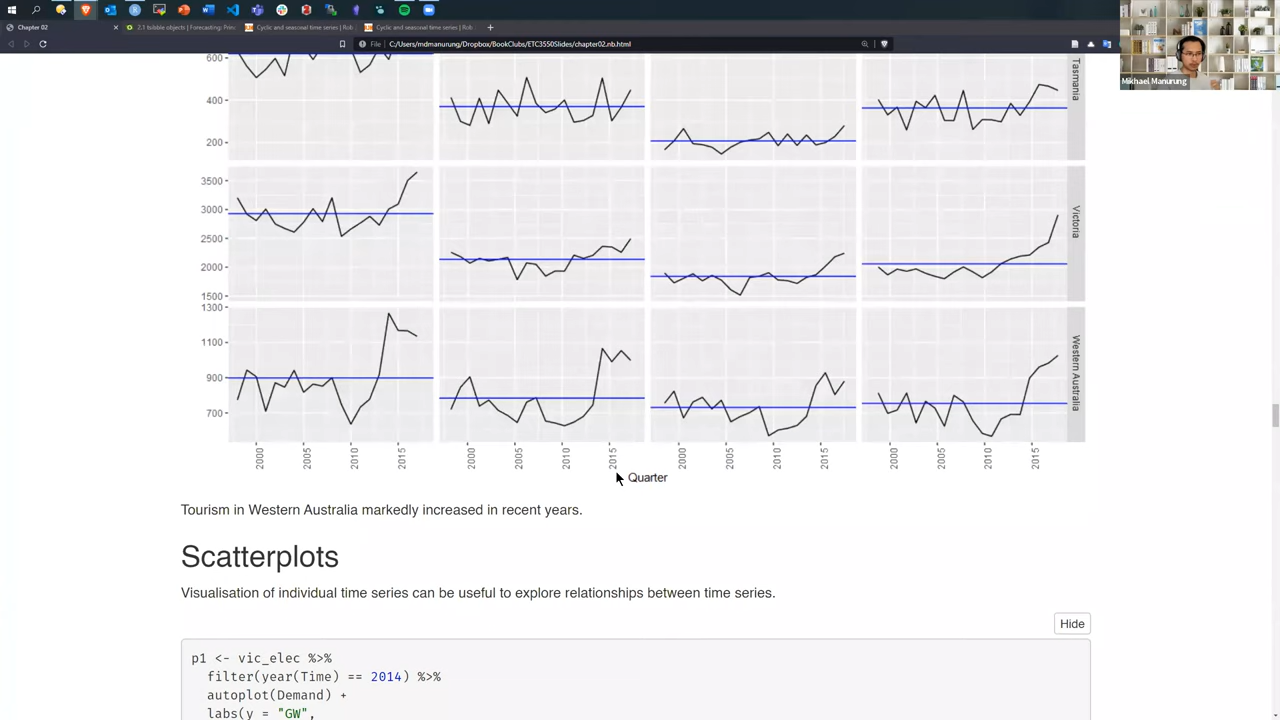 Chapter 02
2.1 tsibble objects | Forecasting: Prin
Cyclic and seasonal time series | Rob
Cyclic and seasonal time series | Rob
File
C:/Users/mdmanurung/Dropbox/BookClubs/ETC3550Slides/chapter02.nb.html
Mikhael Manurung
600
400
200
Tasmania
3500
3000
2500
2000
1500
Victoria
1300
1100
900
700
Western Australia
2000 2005 2010 2015 2000 2005 2010 2015 2000 2005 2010 2015 2000 2005 2010 2015
Quarter
Tourism in Western Australia markedly increased in recent years.
Scatterplots
Visualisation of individual time series can be useful to explore relationships between time series.
Hide
p1 <- vic_elec %>%
filter(year(Time) == 2014) %>%
autoplot(Demand) +
labs(y = "GW",